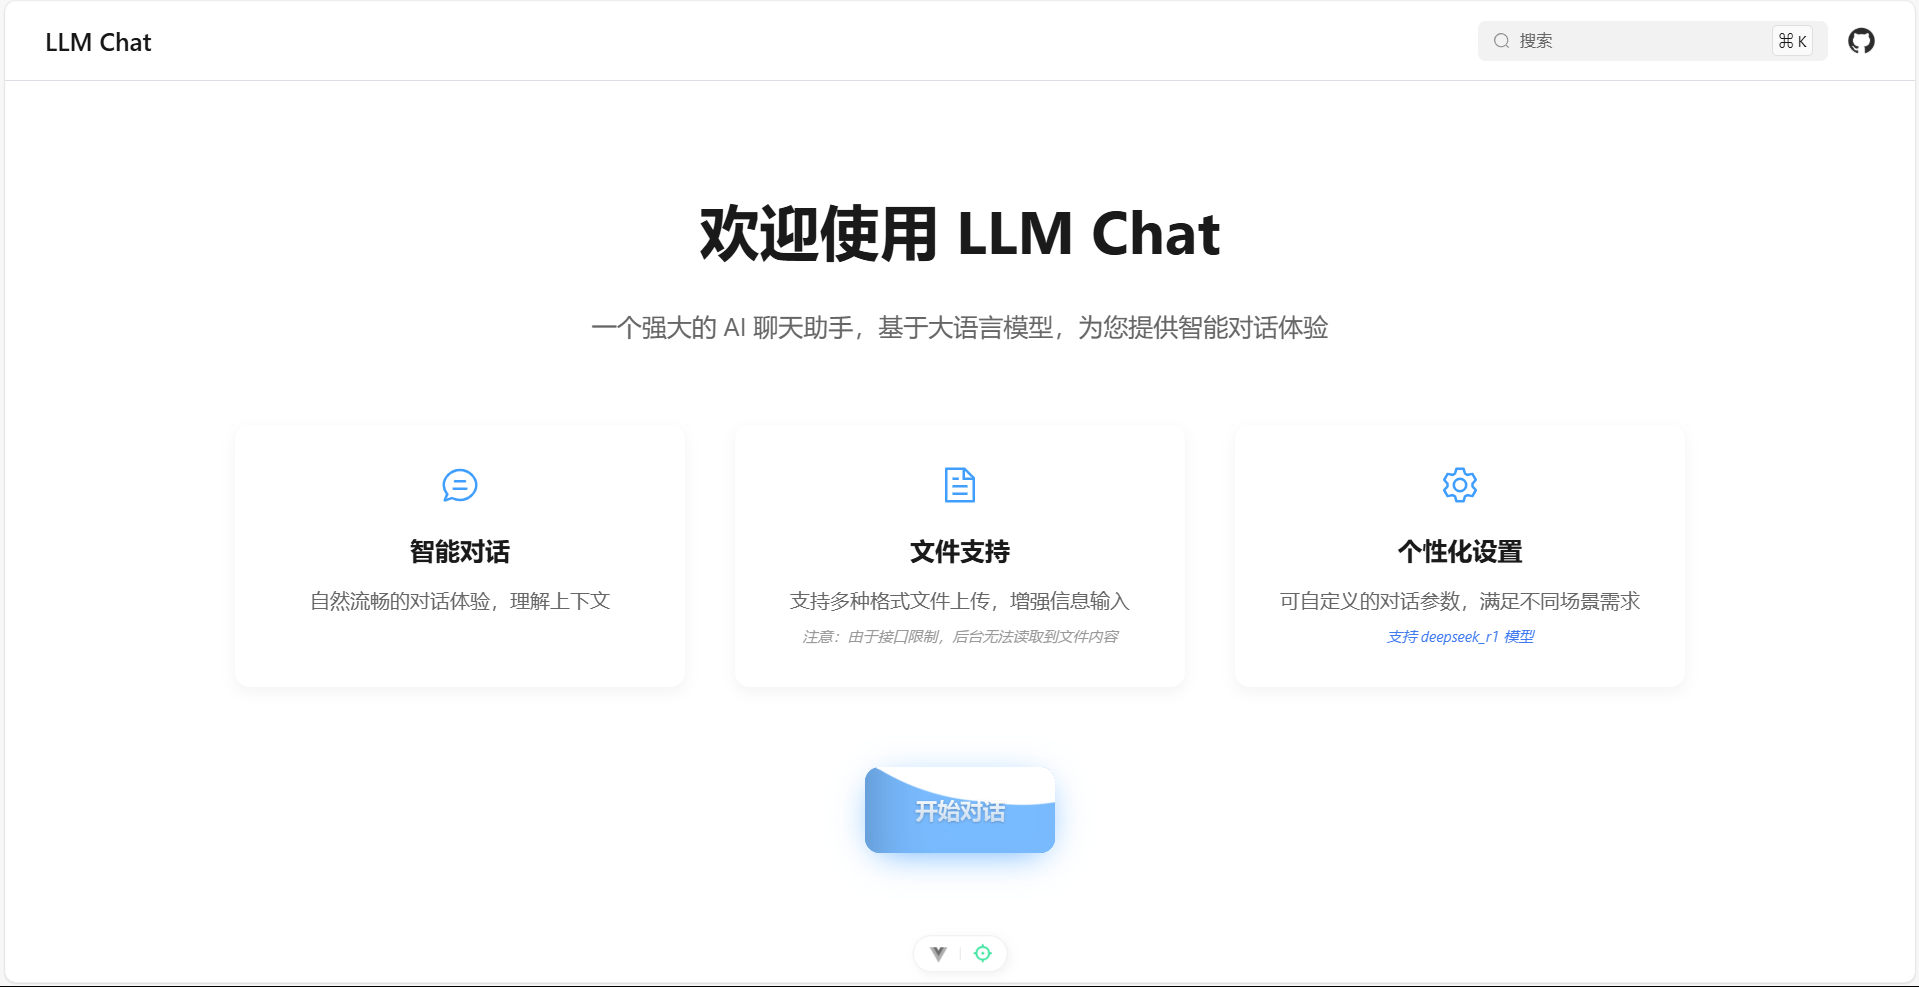 LLM Chat
搜索
⌘ K
欢迎使用 LLM Chat
一个强大的 AI 聊天助手，基于大语言模型，为您提供智能对话体验
智能对话
自然流畅的对话体验，理解上下文
文件支持
支持多种格式文件上传，增强信息输入
注意：由于接口限制，后台无法读取到文件内容
个性化设置
可自定义的对话参数，满足不同场景需求
支持 deepseek_r1 模型
开始对话